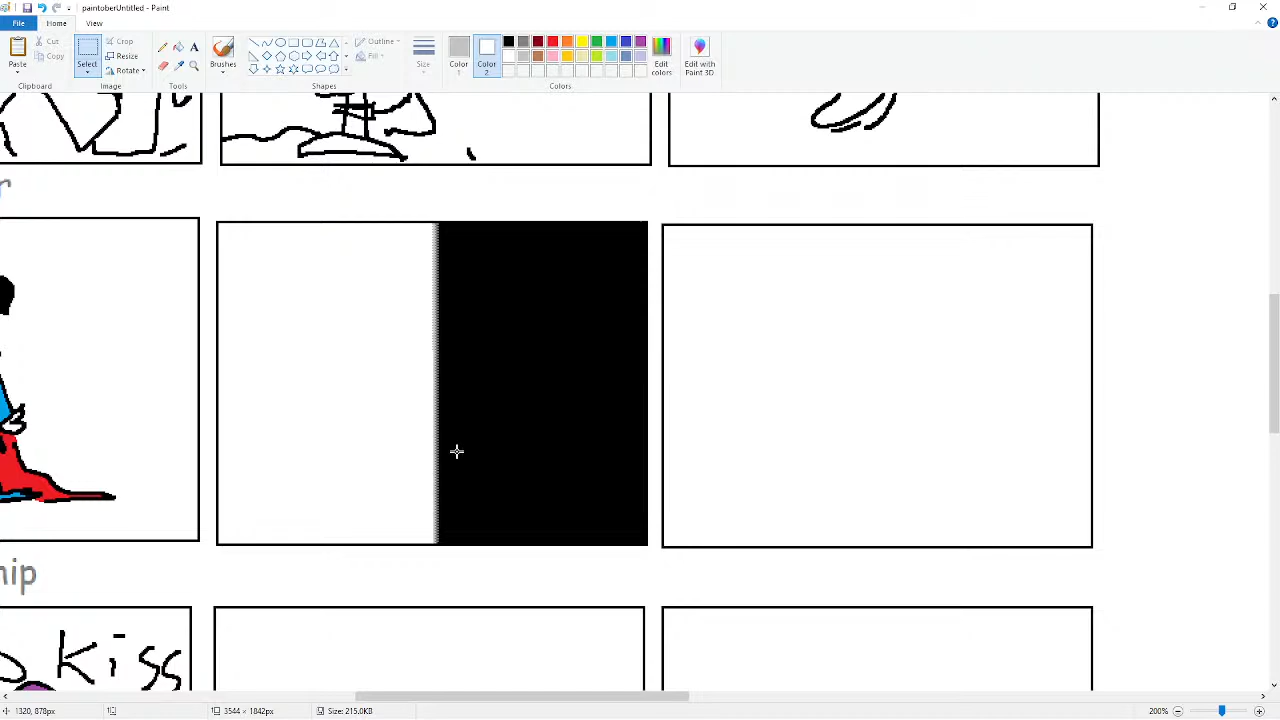 paintoberUntitled - Paint
File Home View
Paste
Cut
Copy
Clipboard
Select
Crop
Resize
Rotate
Image
Tools
Brushes
Shapes
Outline
Fill
Size
Color 1
Color 2
Colors
Edit colors
Edit with Paint 3D
r
hip
kiss
1320, 878px
3544 × 1842px
Size: 215.0KB
200%